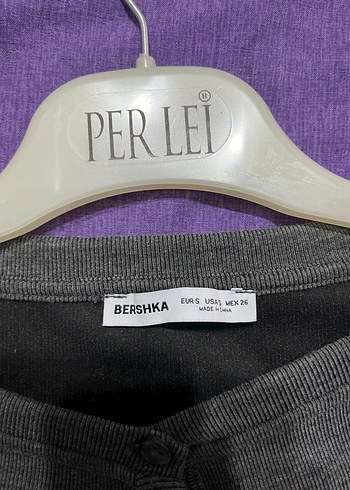 PER LEI ®
BERSHKA
EUR S USA S MEX 26
MADE IN CHINA